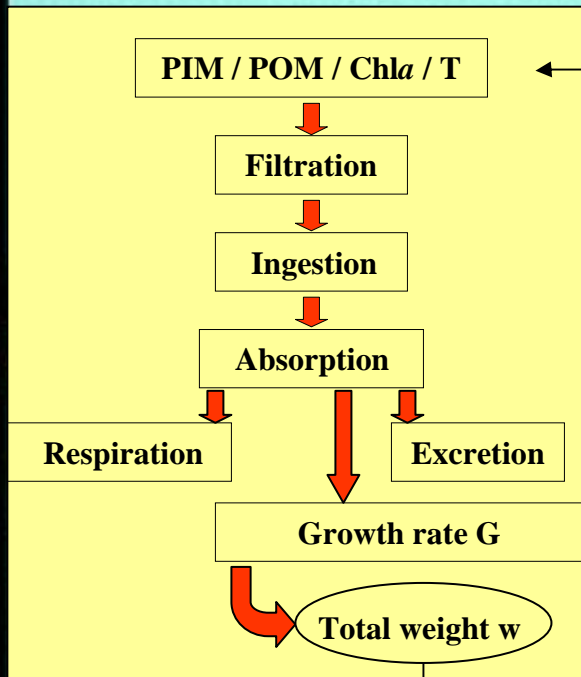 PIM / POM / Chla / T
Filtration
Ingestion
Absorption
Respiration
Excretion
Growth rate G
Total weight w